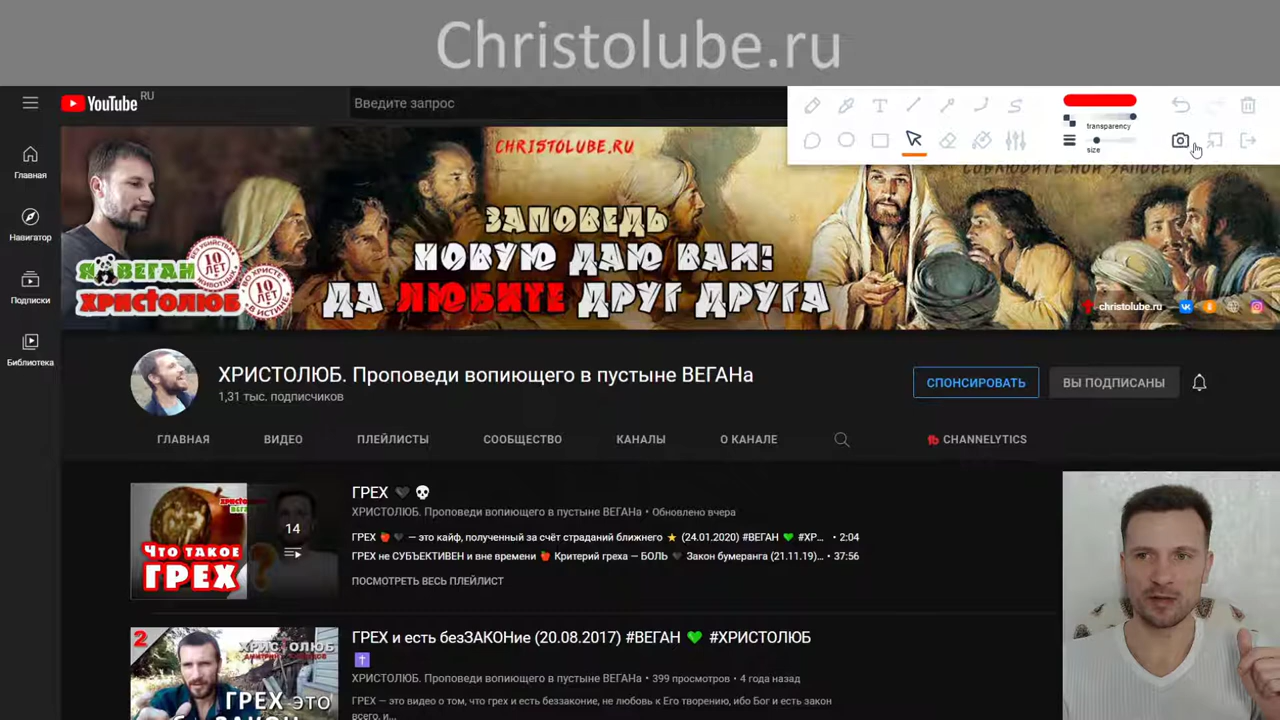 Christolube.ru
YouTube RU
Введите запрос
transparency
size
Главная
Навигатор
Подписки
Библиотека
CHRISTOLUBE.RU
СОБЛЮДИТЕ МОИ ЗАПОВЕДИ
ЗАПОВЕДЬ
НОВУЮ ДАЮ ВАМ:
ДА ЛЮБИТЕ ДРУГ ДРУГА
Я ВЕГАН
ХРИСТОЛЮБ
10 ЛЕТ
10 ЛЕТ
christolube.ru
ХРИСТОЛЮБ. Проповеди вопиющего в пустыне ВЕГАНа
1,31 тыс. подписчиков
СПОНСИРОВАТЬ
ВЫ ПОДПИСАНЫ
ГЛАВНАЯ ВИДЕО ПЛЕЙЛИСТЫ СООБЩЕСТВО КАНАЛЫ О КАНАЛЕ CHANNELYTICS
ЧТО ТАКОЕ
ГРЕХ
14
ГРЕХ 🖤 💀
ХРИСТОЛЮБ. Проповеди вопиющего в пустыне ВЕГАНа • Обновлено вчера
ГРЕХ 🍎 🖤 — это кайф, полученный за счёт страданий ближнего ⭐ (24.01.2020) #ВЕГАН 💚 #ХР... • 2:04
ГРЕХ не СУБЪЕКТИВЕН и вне времени 🍎 Критерий греха — БОЛЬ 🖤 Закон бумеранга (21.11.19)... • 37:56
ПОСМОТРЕТЬ ВЕСЬ ПЛЕЙЛИСТ
2
ХРИСТОЛЮБ
ГРЕХ - ЭТО
ГРЕХ и есть безЗАКОНие (20.08.2017) #ВЕГАН 💚 #ХРИСТОЛЮБ
✝
ХРИСТОЛЮБ. Проповеди вопиющего в пустыне ВЕГАНа • 399 просмотров • 4 года назад
ГРЕХ — это видео о том, что грех и есть беззаконие, не любовь к Его творению, ибо Бог и есть закон
всего, и...